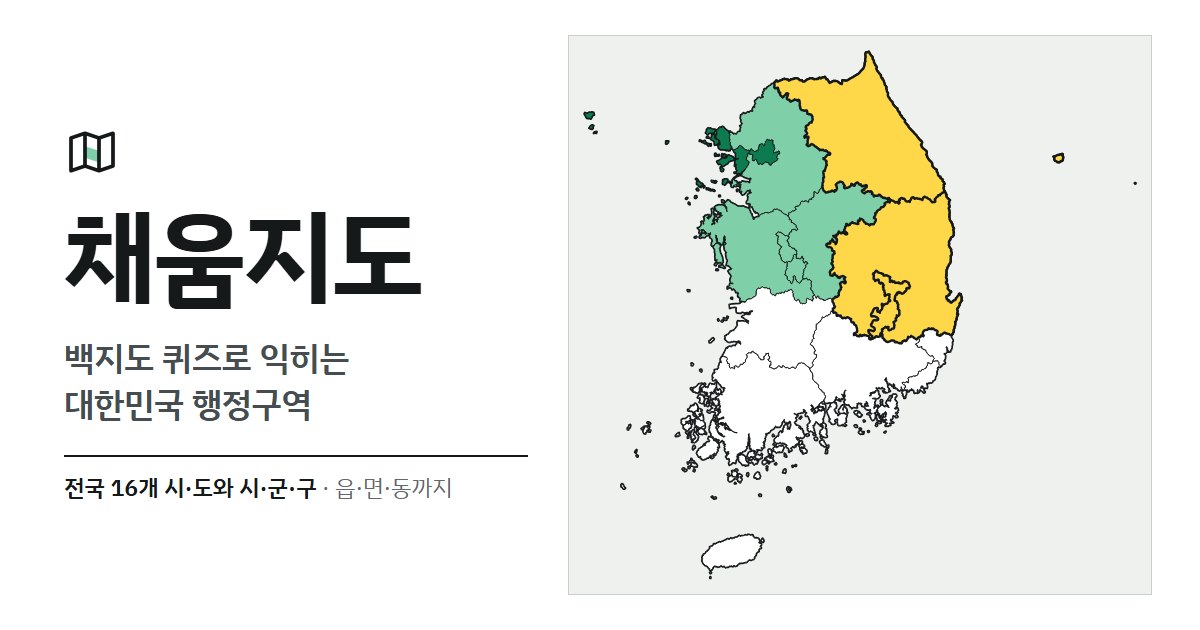 채움지도
백지도 퀴즈로 익히는
대한민국 행정구역
전국 16개 시·도와 시·군·구 · 읍·면·동까지